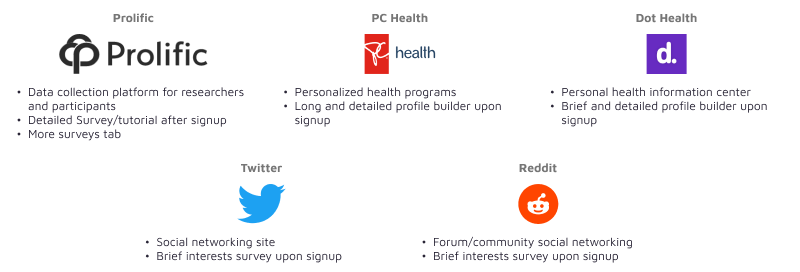 Prolific
PC Health
Dot Health
Prolific
PC health
d.
• Data collection platform for researchers
and participants
• Detailed Survey/tutorial after signup
• More surveys tab
• Personalized health programs
• Long and detailed profile builder upon
signup
• Personal health information center
• Brief and detailed profile builder upon
signup
Twitter
Reddit
• Social networking site
• Brief interests survey upon signup
• Forum/community social networking
• Brief interests survey upon signup